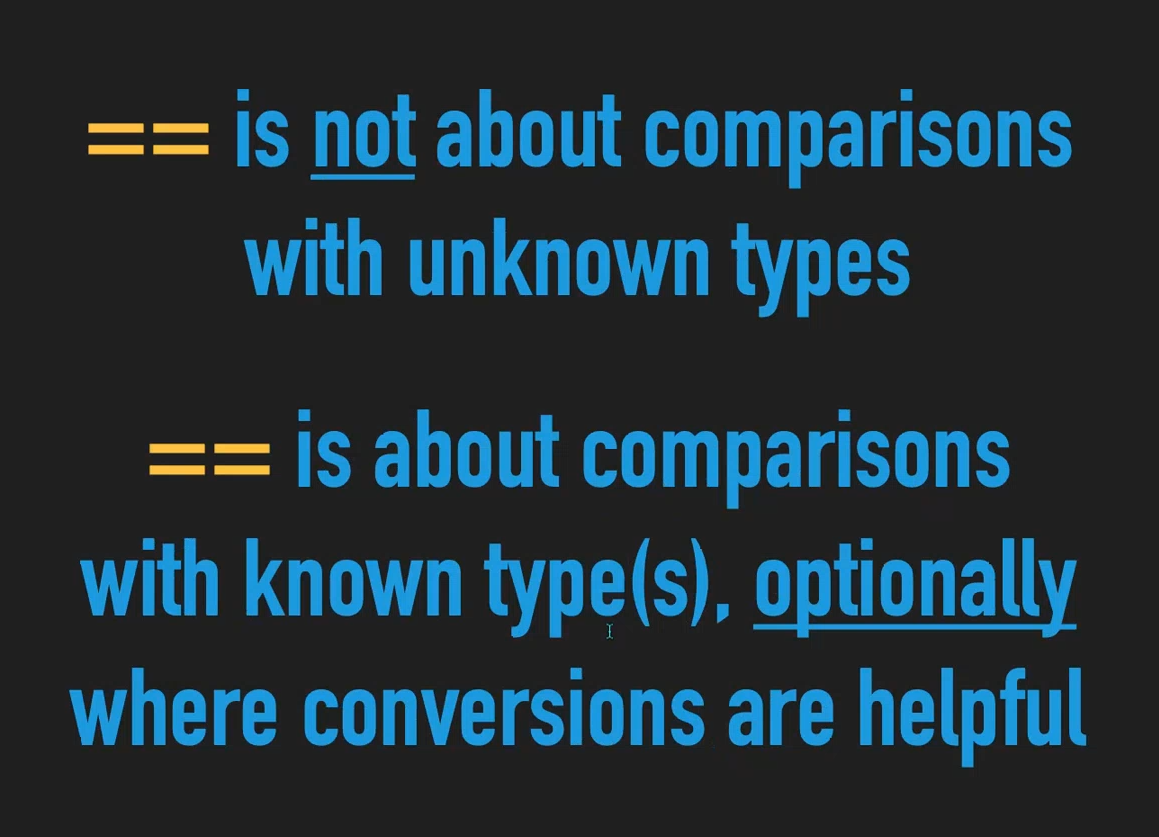 == is not about comparisons
with unknown types
== is about comparisons
with known type(s), optionally
where conversions are helpful